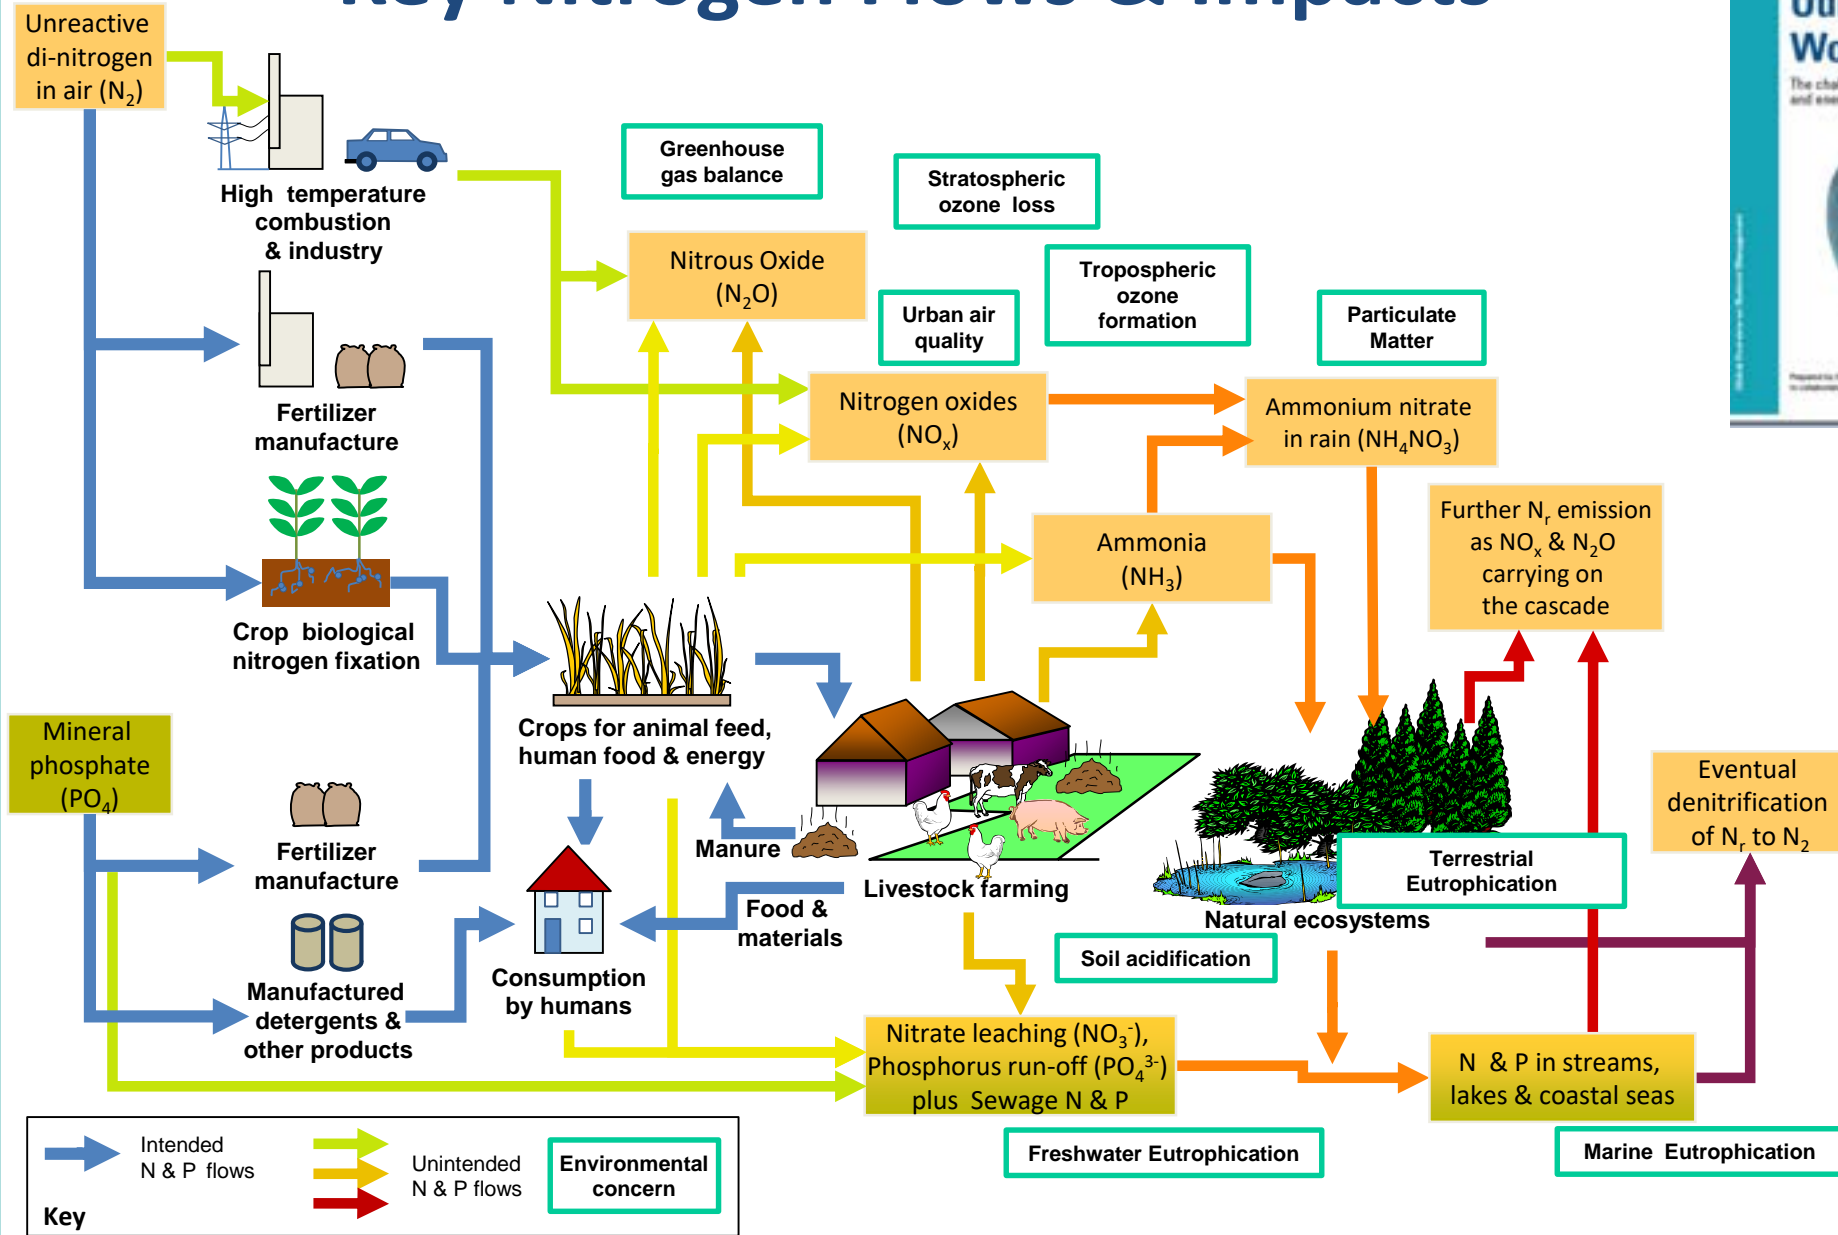 Key Nitrogen Flows & Impacts
Unreactive
di-nitrogen
in air (N₂)
High temperature
combustion
& industry
Greenhouse
gas balance
Stratospheric
ozone loss
Nitrous Oxide
(N₂O)
Tropospheric
ozone
formation
Urban air
quality
Particulate
Matter
Fertilizer
manufacture
Nitrogen oxides
(NOₓ)
Ammonium nitrate
in rain (NH₄NO₃)
Further Nᵣ emission
as NOₓ & N₂O
carrying on
the cascade
Ammonia
(NH₃)
Crop biological
nitrogen fixation
Mineral
phosphate
(PO₄)
Crops for animal feed,
human food & energy
Eventual
denitrification
of Nᵣ to N₂
Fertilizer
manufacture
Manure
Livestock farming
Terrestrial
Eutrophication
Natural ecosystems
Food &
materials
Soil acidification
Consumption
by humans
Manufactured
detergents &
other products
Nitrate leaching (NO₃⁻),
Phosphorus run-off (PO₄³⁻)
plus Sewage N & P
N & P in streams,
lakes & coastal seas
Freshwater Eutrophication
Marine Eutrophication
Intended
N & P flows
Unintended
N & P flows
Environmental
concern
Key